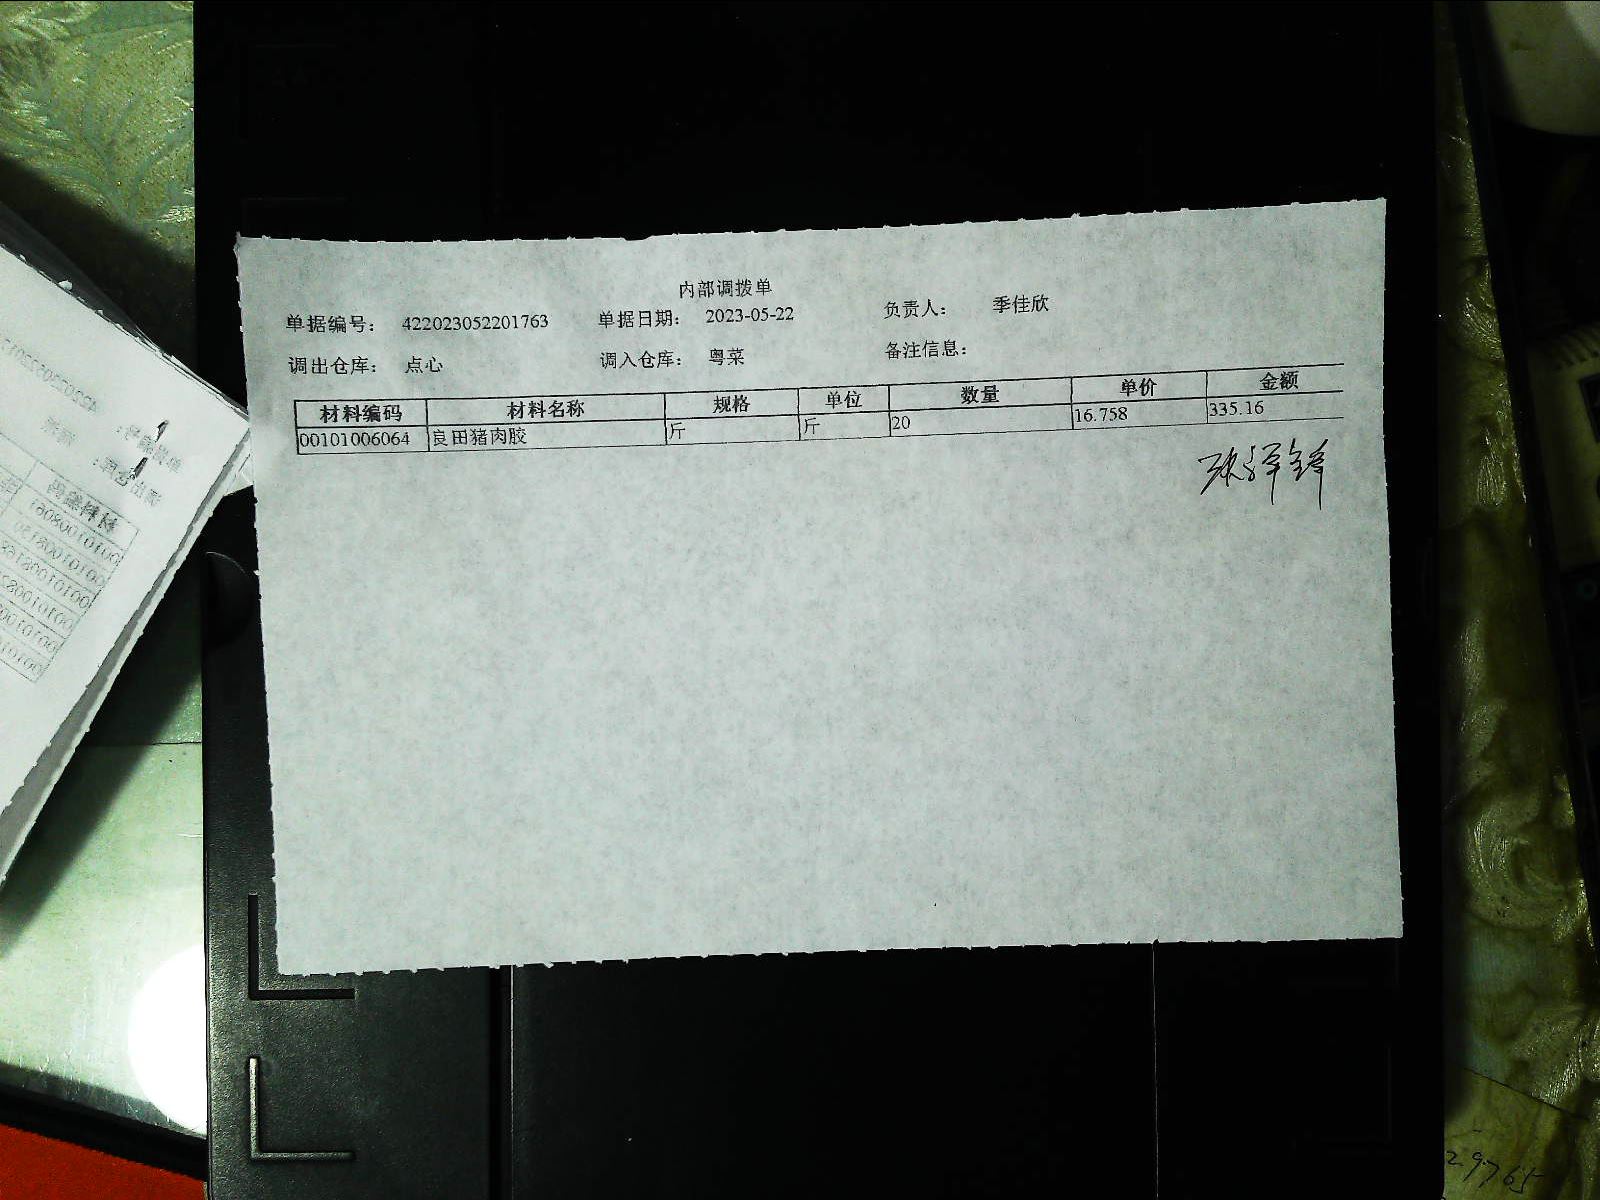 内部调拨单
单据编号： 422023052201763 单据日期： 2023-05-22 负责人： 季佳欣
调出仓库： 点心 调入仓库： 粤菜 备注信息：
材料编码 材料名称 规格 单位 数量 单价 金额
00101006064 良田猪肉胶 斤 斤 20 16.758 335.16
29765